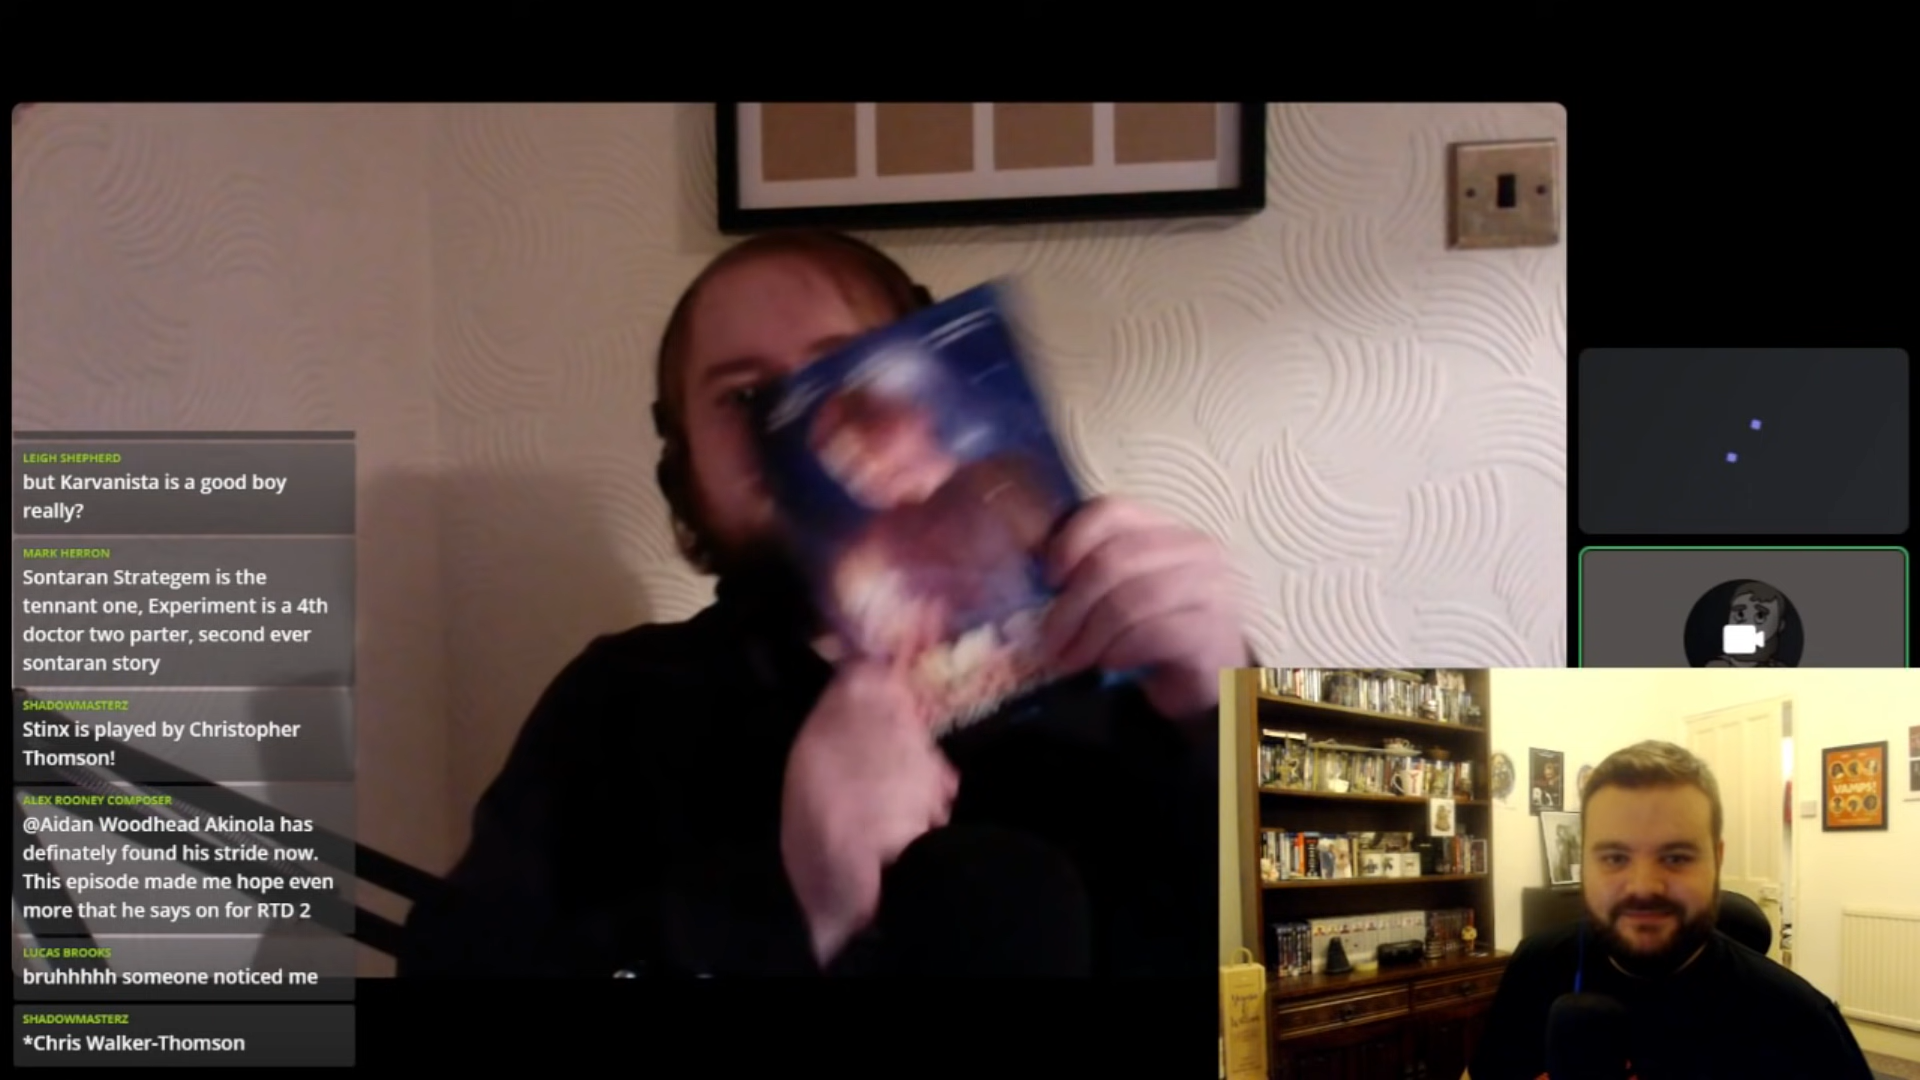 LEIGH SHEPHERD
but Karvanista is a good boy
really?
MARK HERRON
Sontaran Strategem is the
tennant one, Experiment is a 4th
doctor two parter, second ever
sontaran story
SHADOWMASTERZ
Stinx is played by Christopher
Thomson!
ALEX ROONEY COMPOSER
@Aidan Woodhead Akinola has
definately found his stride now.
This episode made me hope even
more that he says on for RTD 2
LUCAS BROOKS
bruhhhhh someone noticed me
SHADOWMASTERZ
*Chris Walker-Thomson
VAMPS!